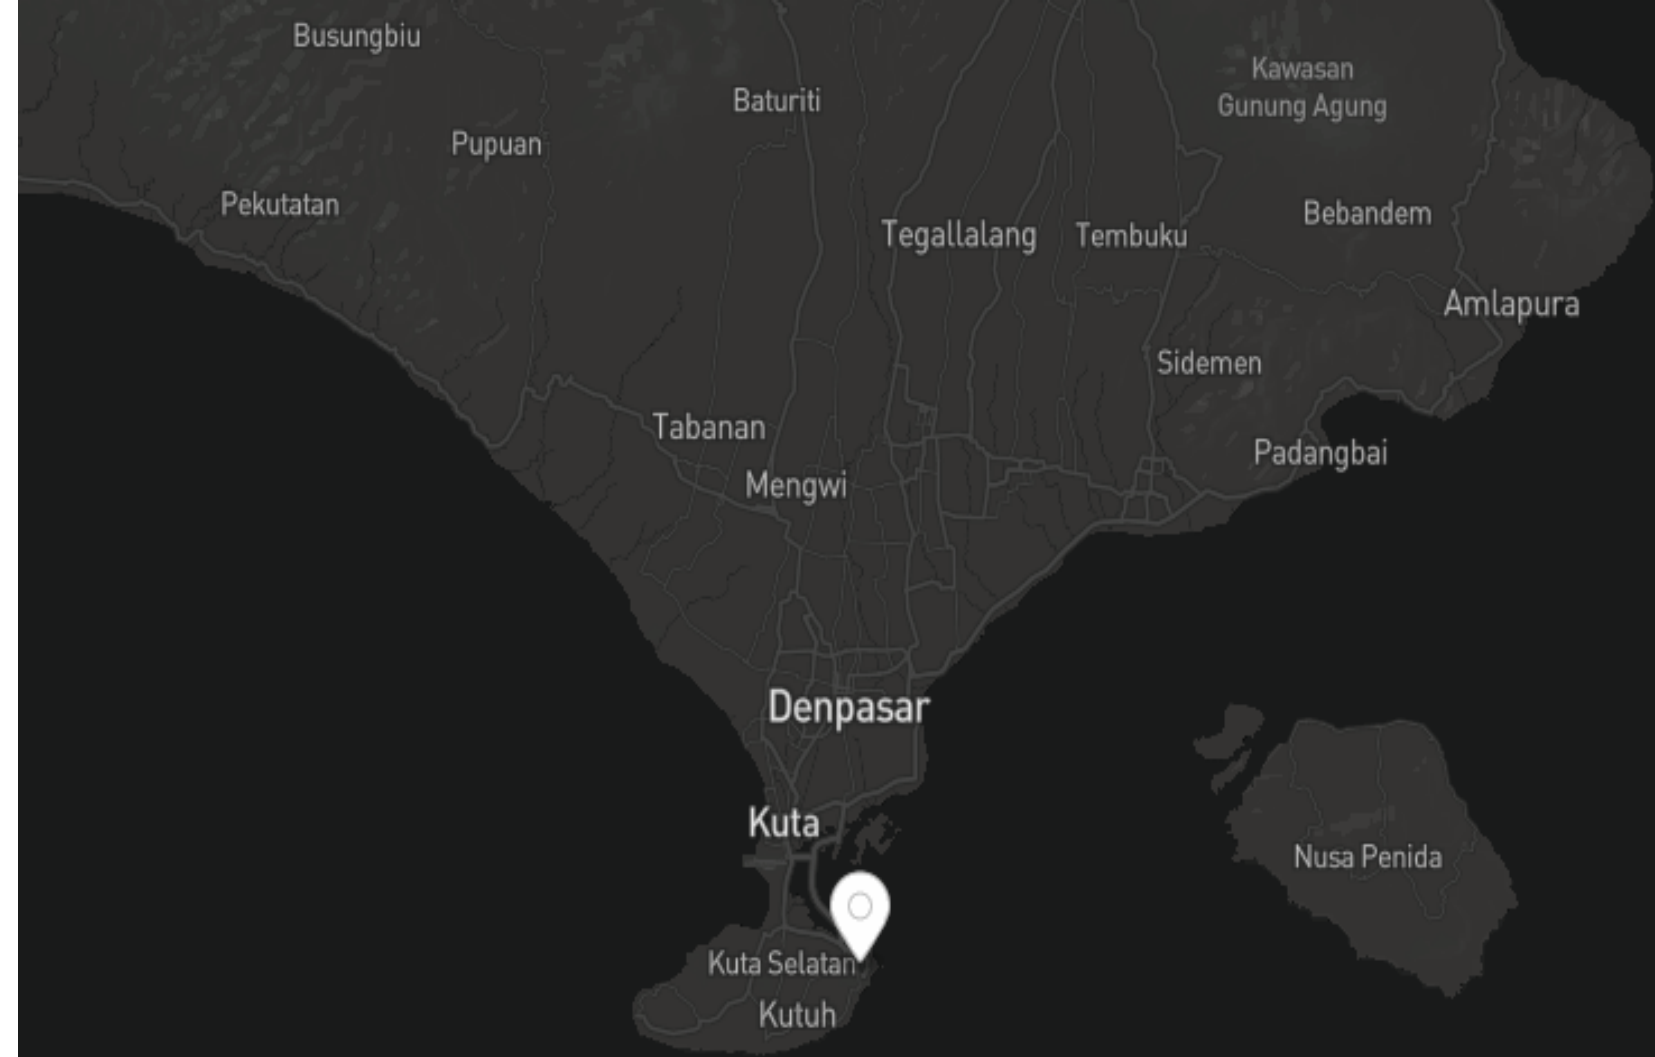 Busungbiu
Kawasan
Gunung Agung
Baturiti
Pupuan
Pekutatan
Bebandem
Tegallalang
Tembuku
Amlapura
Sidemen
Tabanan
Padangbai
Mengwi
Denpasar
Kuta
Nusa Penida
Kuta Selatan
Kutuh